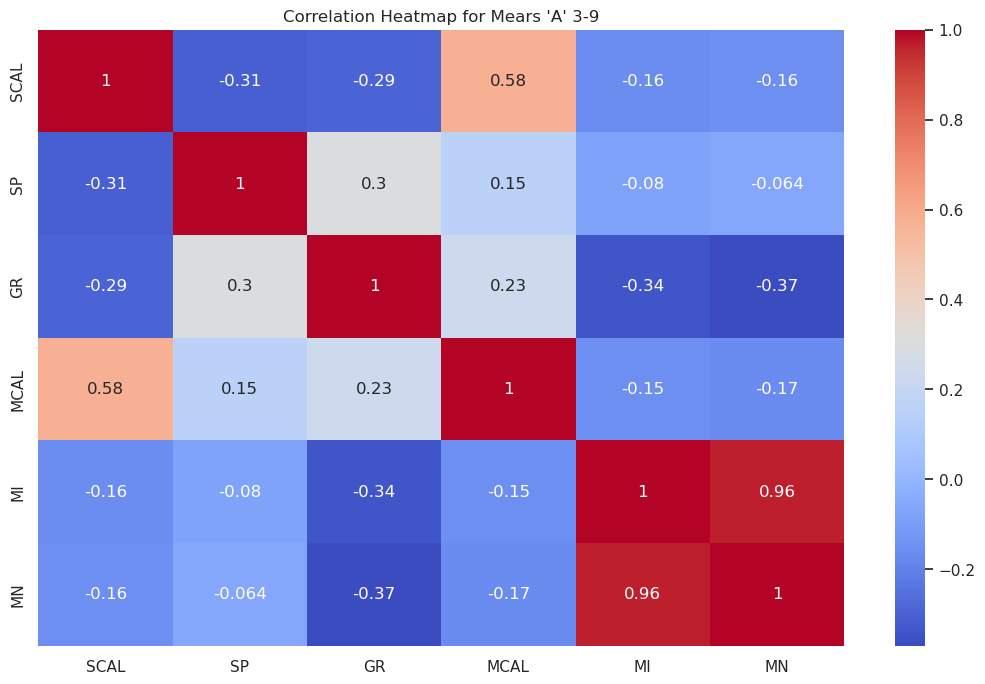 Correlation Heatmap for Mears 'A' 3-9
SCAL 1 -0.31 -0.29 0.58 -0.16 -0.16
SP -0.31 1 0.3 0.15 -0.08 -0.064
GR -0.29 0.3 1 0.23 -0.34 -0.37
MCAL 0.58 0.15 0.23 1 -0.15 -0.17
MI -0.16 -0.08 -0.34 -0.15 1 0.96
MN -0.16 -0.064 -0.37 -0.17 0.96 1
SCAL SP GR MCAL MI MN
1.0
0.8
0.6
0.4
0.2
0.0
−0.2